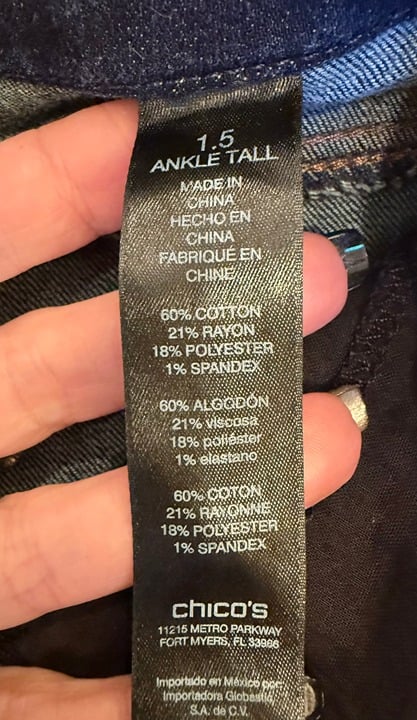 1.5
ANKLE TALL
MADE IN
CHINA
HECHO EN
CHINA
FABRIQUÉ EN
CHINE
60% COTTON
21% RAYON
18% POLYESTER
1% SPANDEX
60% ALGODÓN
21% viscosa
18% poliéster
1% elastano
60% COTON
21% RAYONNE
18% POLYESTER
1% SPANDEX
chico's
11215 METRO PARKWAY
FORT MYERS, FL 33966
Importado en México por:
Importadora
S.A. de C.V.